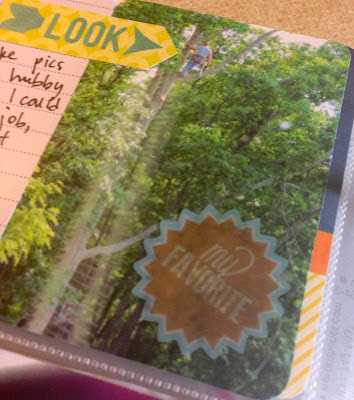 LOOK
ke pics
hubby
I could
job,
my
FAVORITE